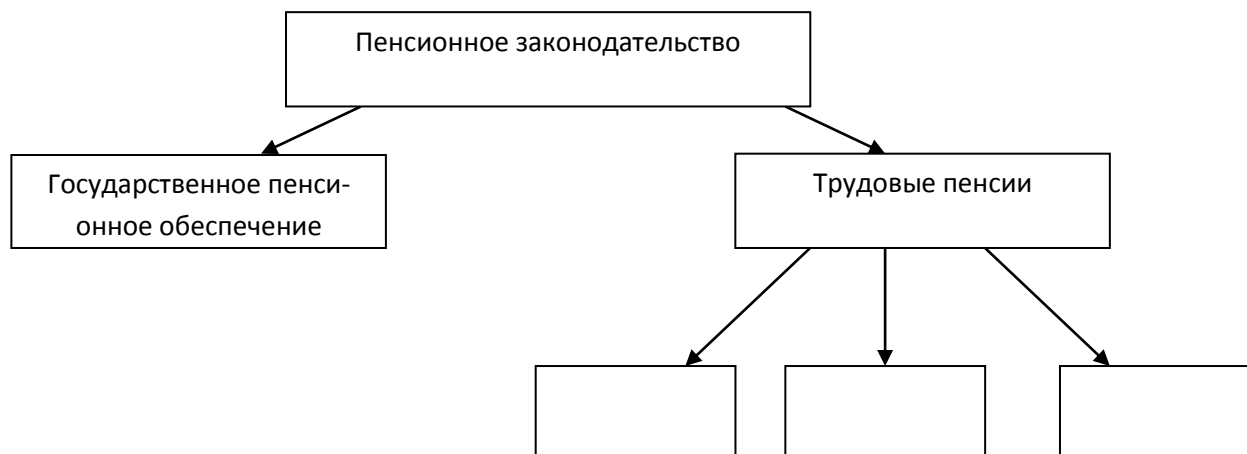 Пенсионное законодательство
Государственное пенси-
онное обеспечение
Трудовые пенсии